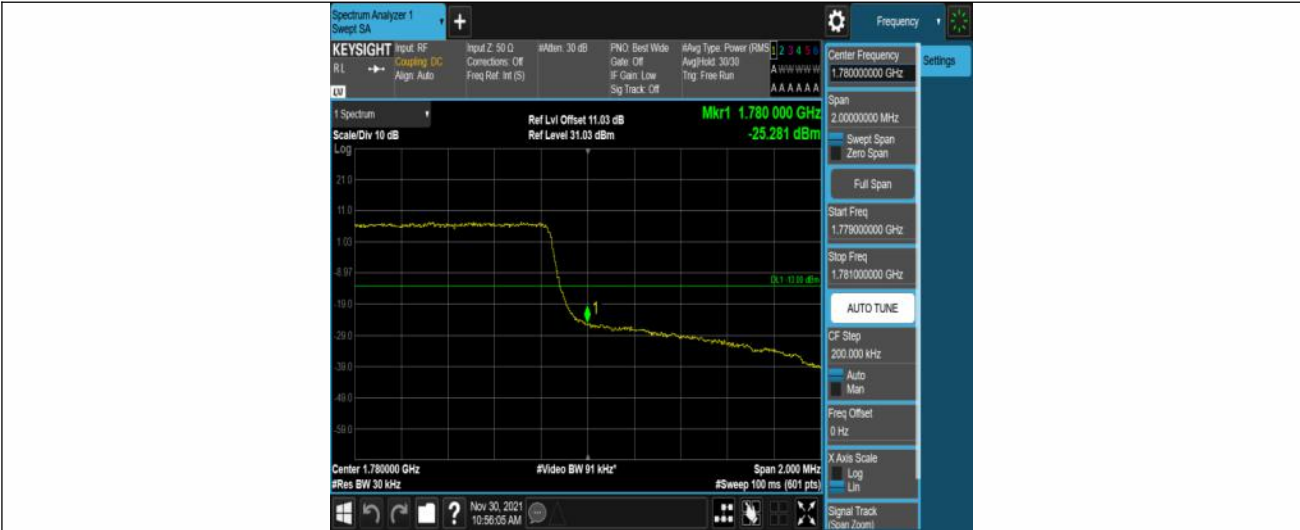 Spectrum Analyzer 1
Swept SA
+
Frequency
KEYSIGHT
RL
Input: RF
Coupling: DC
Align: Auto
Input Z: 50 Ω
Corrections: Off
Freq Ref: Int (S)
#Atten: 30 dB
PNO: Best Wide
Gate: Off
IF Gain: Low
Sig Track: Off
#Avg Type: Power (RMS
Avg|Hold: 30/30
Trig: Free Run
1 2 3 4 5 6
A W W W W W
A A A A A A
1 Spectrum
Scale/Div 10 dB
Log
Ref Lvl Offset 11.03 dB
Ref Level 31.03 dBm
Mkr1 1.780 000 GHz
-25.281 dBm
21.0
11.0
1.03
-8.97
-19.0
-29.0
-39.0
-49.0
-59.0
DL1 -13.00 dBm
1
Center 1.780000 GHz
#Res BW 30 kHz
#Video BW 91 kHz*
Span 2.000 MHz
#Sweep 100 ms (601 pts)
?
Nov 30, 2021
10:56:05 AM
Center Frequency
1.780000000 GHz
Settings
Span
2.00000000 MHz
Swept Span
Zero Span
Full Span
Start Freq
1.779000000 GHz
Stop Freq
1.781000000 GHz
AUTO TUNE
CF Step
200.000 kHz
Auto
Man
Freq Offset
0 Hz
X Axis Scale
Log
Lin
Signal Track
(Span Zoom)